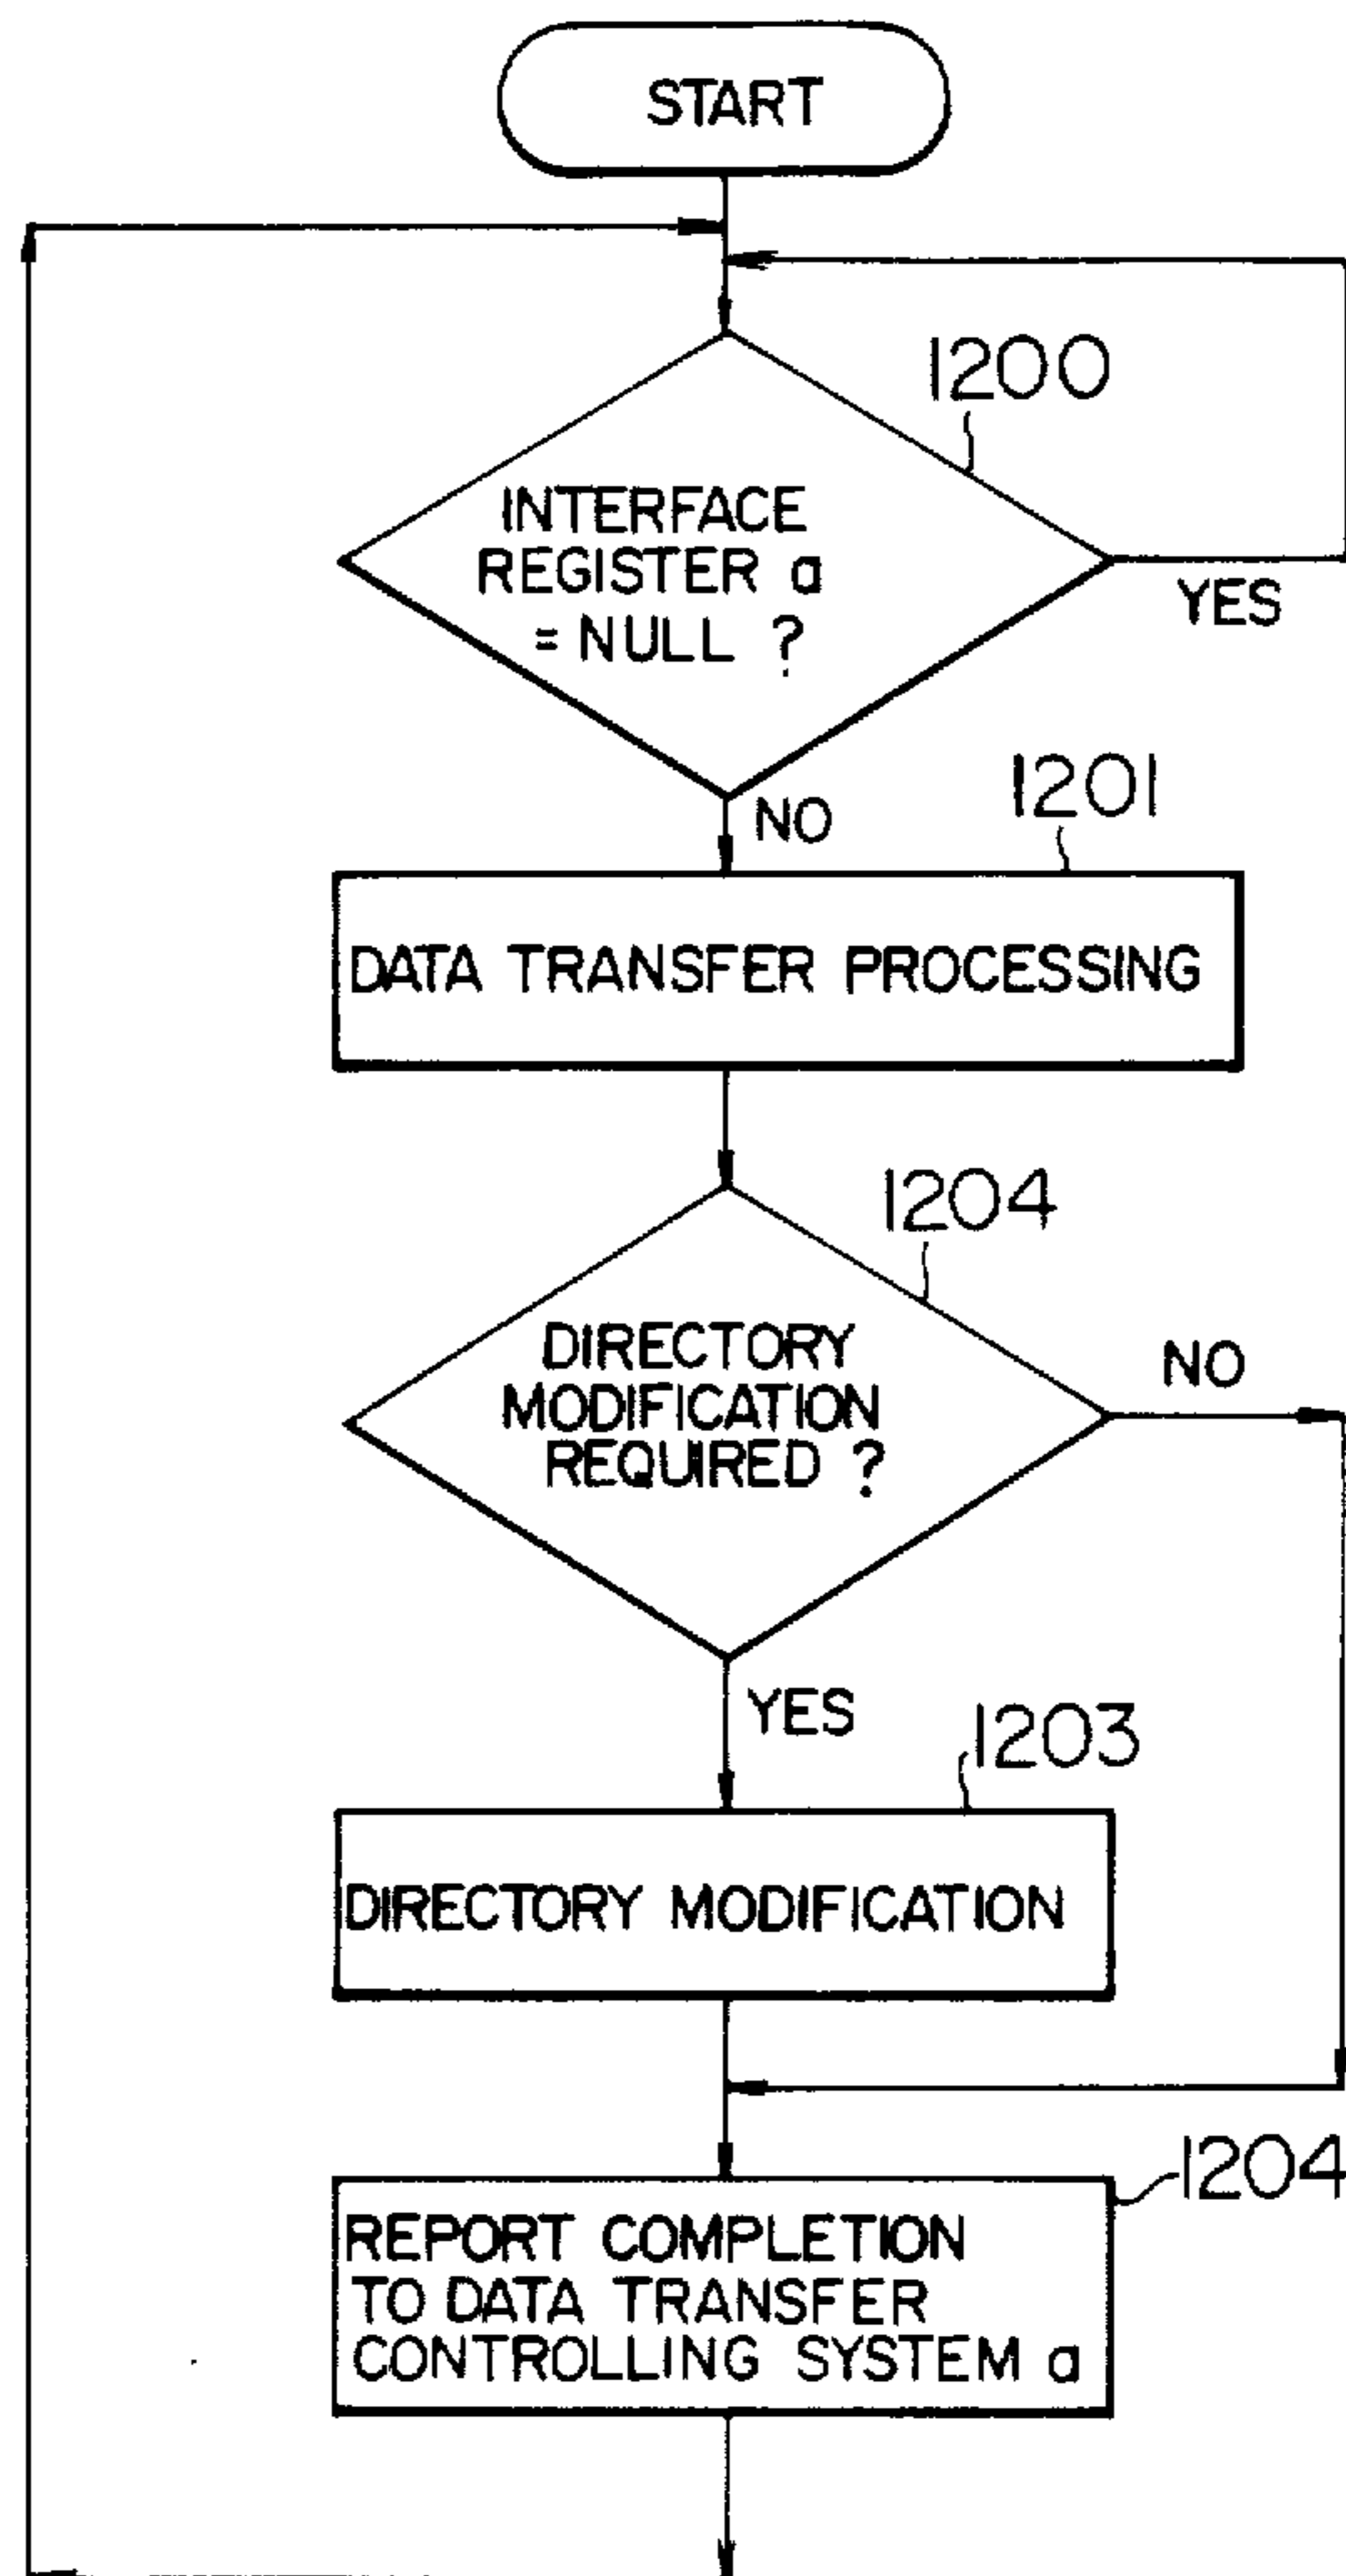 START
1200
INTERFACE
REGISTER a
= NULL ?
YES
NO
1201
DATA TRANSFER PROCESSING
1204
DIRECTORY
MODIFICATION
REQUIRED ?
NO
YES
1203
DIRECTORY MODIFICATION
1204
REPORT COMPLETION
TO DATA TRANSFER
CONTROLLING SYSTEM a